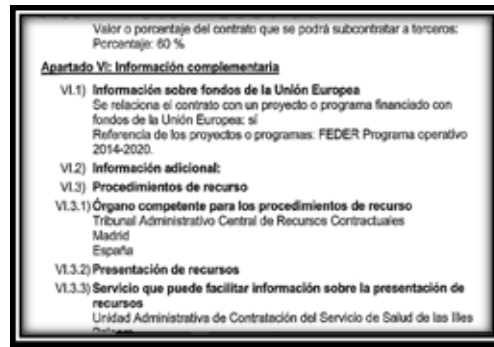 Valor o porcentaje del contrato que se podrá subcontratar a terceros:
Porcentaje: 60 %
Apartado VI: Información complementaria
VI.1) Información sobre fondos de la Unión Europea
Se relaciona el contrato con un proyecto o programa financiado con
fondos de la Unión Europea: sí
Referencia de los proyectos o programas: FEDER Programa operativo
2014-2020.
VI.2) Información adicional:
VI.3) Procedimientos de recurso
VI.3.1) Órgano competente para los procedimientos de recurso
Tribunal Administrativo Central de Recursos Contractuales
Madrid
España
VI.3.2) Presentación de recursos
VI.3.3) Servicio que puede facilitar información sobre la presentación de
recursos
Unidad Administrativa de Contratación del Servicio de Salud de las Illes